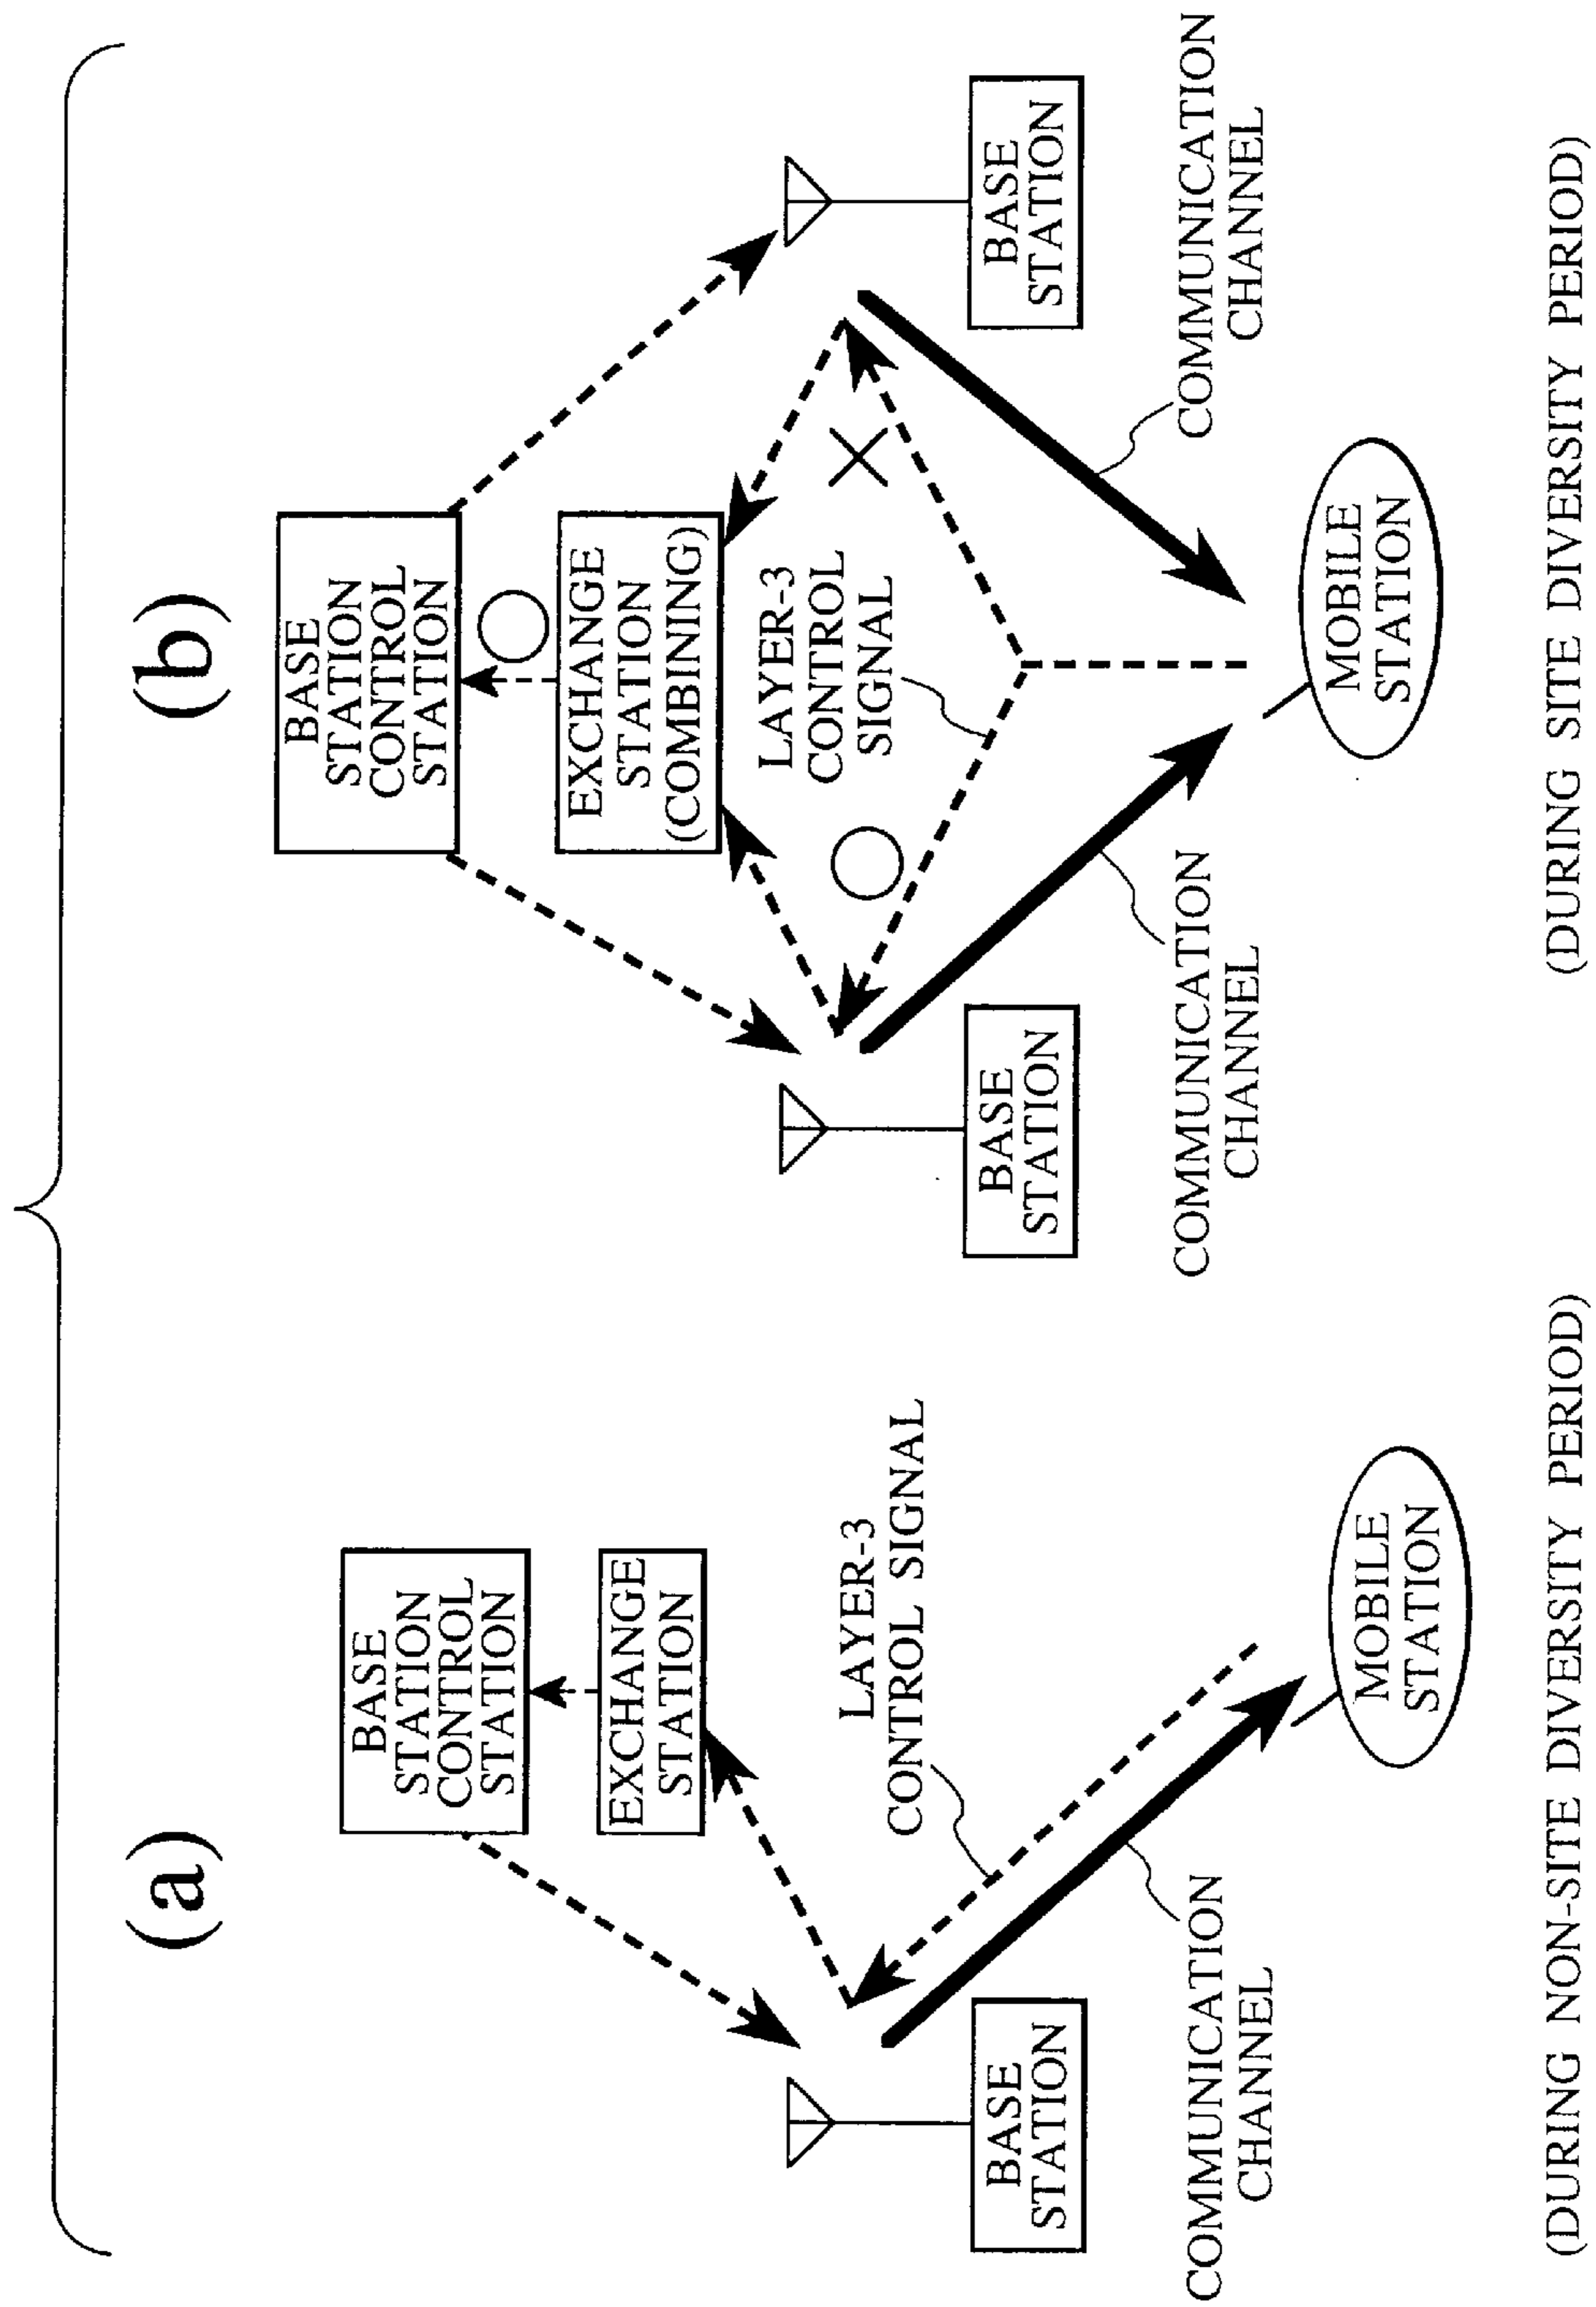 (a)
BASE
STATION
CONTROL
STATION
EXCHANGE
STATION
LAYER-3
CONTROL SIGNAL
BASE
STATION
COMMUNICATION
CHANNEL
MOBILE
STATION
(DURING NON-SITE DIVERSITY PERIOD)
(b)
BASE
STATION
CONTROL
STATION
EXCHANGE
STATION
(COMBINING)
LAYER-3
CONTROL
SIGNAL
BASE
STATION
BASE
STATION
COMMUNICATION
CHANNEL
COMMUNICATION
CHANNEL
MOBILE
STATION
(DURING SITE DIVERSITY PERIOD)